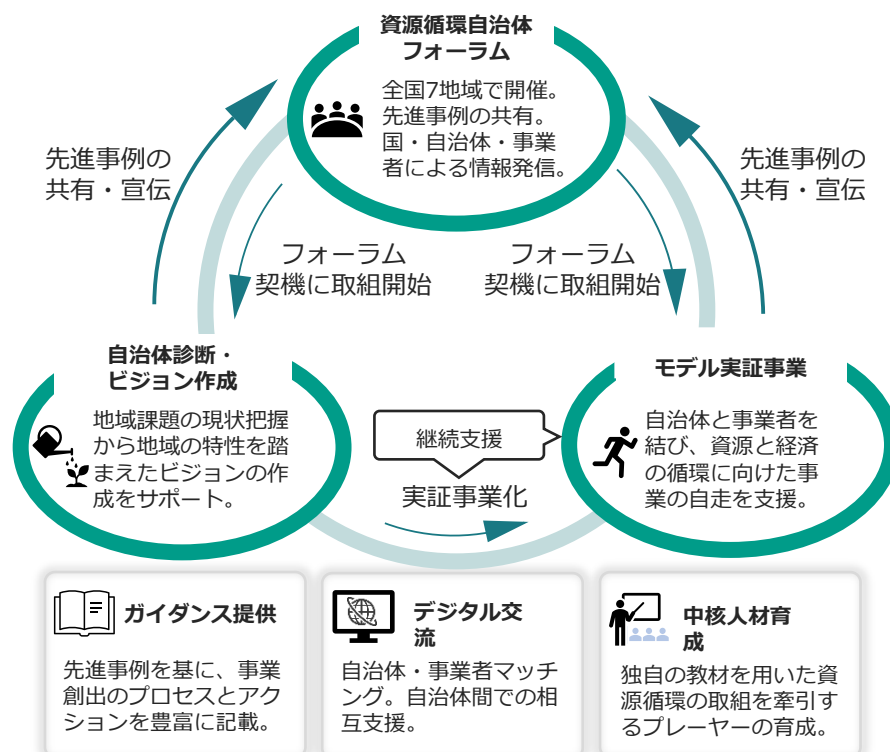 資源循環自治体
フォーラム
全国7地域で開催。
先進事例の共有。
国・自治体・事業
者による情報発信。
先進事例の
共有・宣伝
先進事例の
共有・宣伝
フォーラム
契機に取組開始
フォーラム
契機に取組開始
自治体診断・
ビジョン作成
地域課題の現状把握
から地域の特性を踏
まえたビジョンの作
成をサポート。
継続支援
実証事業化
モデル実証事業
自治体と事業者を
結び、資源と経済
の循環に向けた事
業の自走を支援。
ガイダンス提供
先進事例を基に、事業
創出のプロセスとアク
ションを豊富に記載。
デジタル交
流
自治体・事業者マッチ
ング。自治体間での相
互支援。
中核人材育
成
独自の教材を用いた資
源循環の取組を牽引す
るプレーヤーの育成。